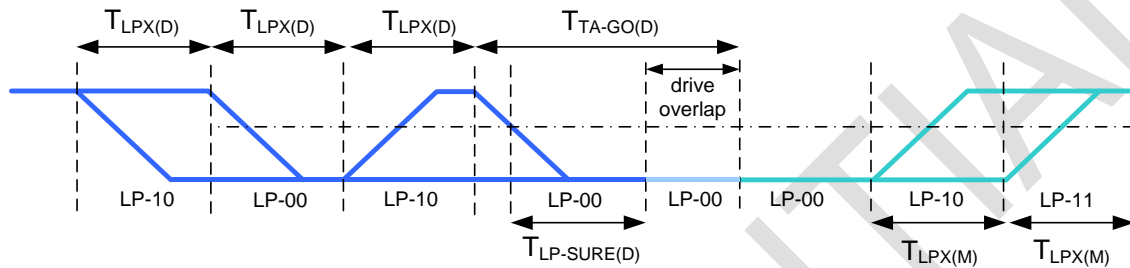 TLPX(D) TLPX(D) TLPX(D) TTA-GO(D)
drive
overlap
LP-10 LP-00 LP-10 LP-00 LP-00 LP-00 LP-10 LP-11
TLP-SURE(D) TLPX(M) TLPX(M)
NTIAL